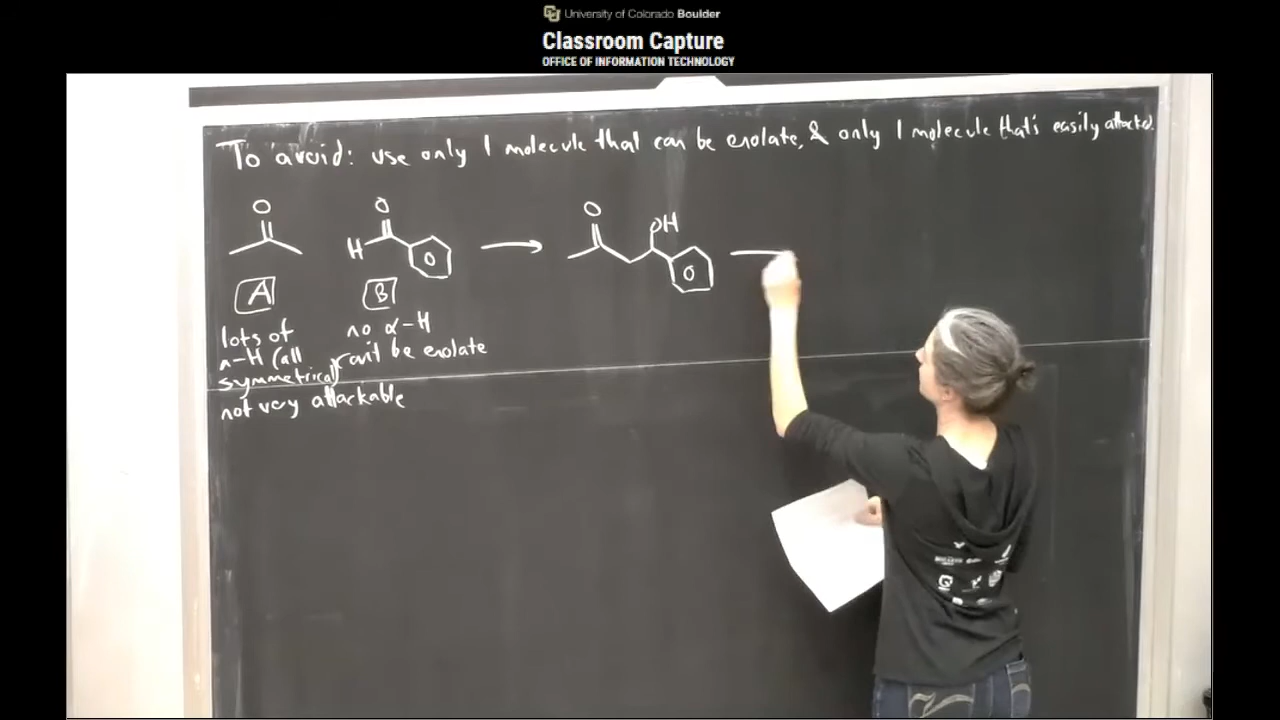 University of Colorado Boulder
Classroom Capture
OFFICE OF INFORMATION TECHNOLOGY
To avoid: use only 1 molecule that can be enolate, & only 1 molecule that's easily attacked.
O O O OH
H
A B
lots of no α-H
α-H (all can't be enolate
symmetrical)
not very attackable